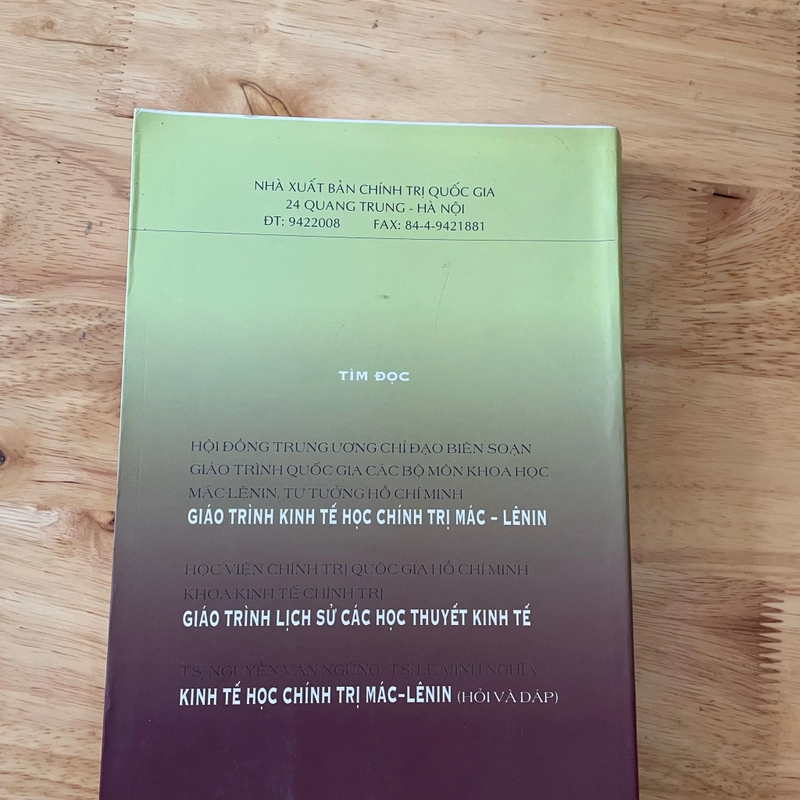 NHÀ XUẤT BẢN CHÍNH TRỊ QUỐC GIA
24 QUANG TRUNG - HÀ NỘI
ĐT: 9422008 FAX: 84-4-9421881
TÌM ĐỌC
HỘI ĐỒNG TRUNG ƯƠNG CHỈ ĐẠO BIÊN SOẠN
GIÁO TRÌNH QUỐC GIA CÁC BỘ MÔN KHOA HỌC
MÁC-LÊNIN, TƯ TƯỞNG HỒ CHÍ MINH
GIÁO TRÌNH KINH TẾ HỌC CHÍNH TRỊ MÁC – LÊNIN
HỌC VIỆN CHÍNH TRỊ QUỐC GIA HỒ CHÍ MINH
KHOA KINH TẾ CHÍNH TRỊ
GIÁO TRÌNH LỊCH SỬ CÁC HỌC THUYẾT KINH TẾ
TS. NGUYỄN VĂN NGỪNG, TS. LÊ MINH NGHĨA
KINH TẾ HỌC CHÍNH TRỊ MÁC–LÊNIN (HỎI VÀ DÁP)